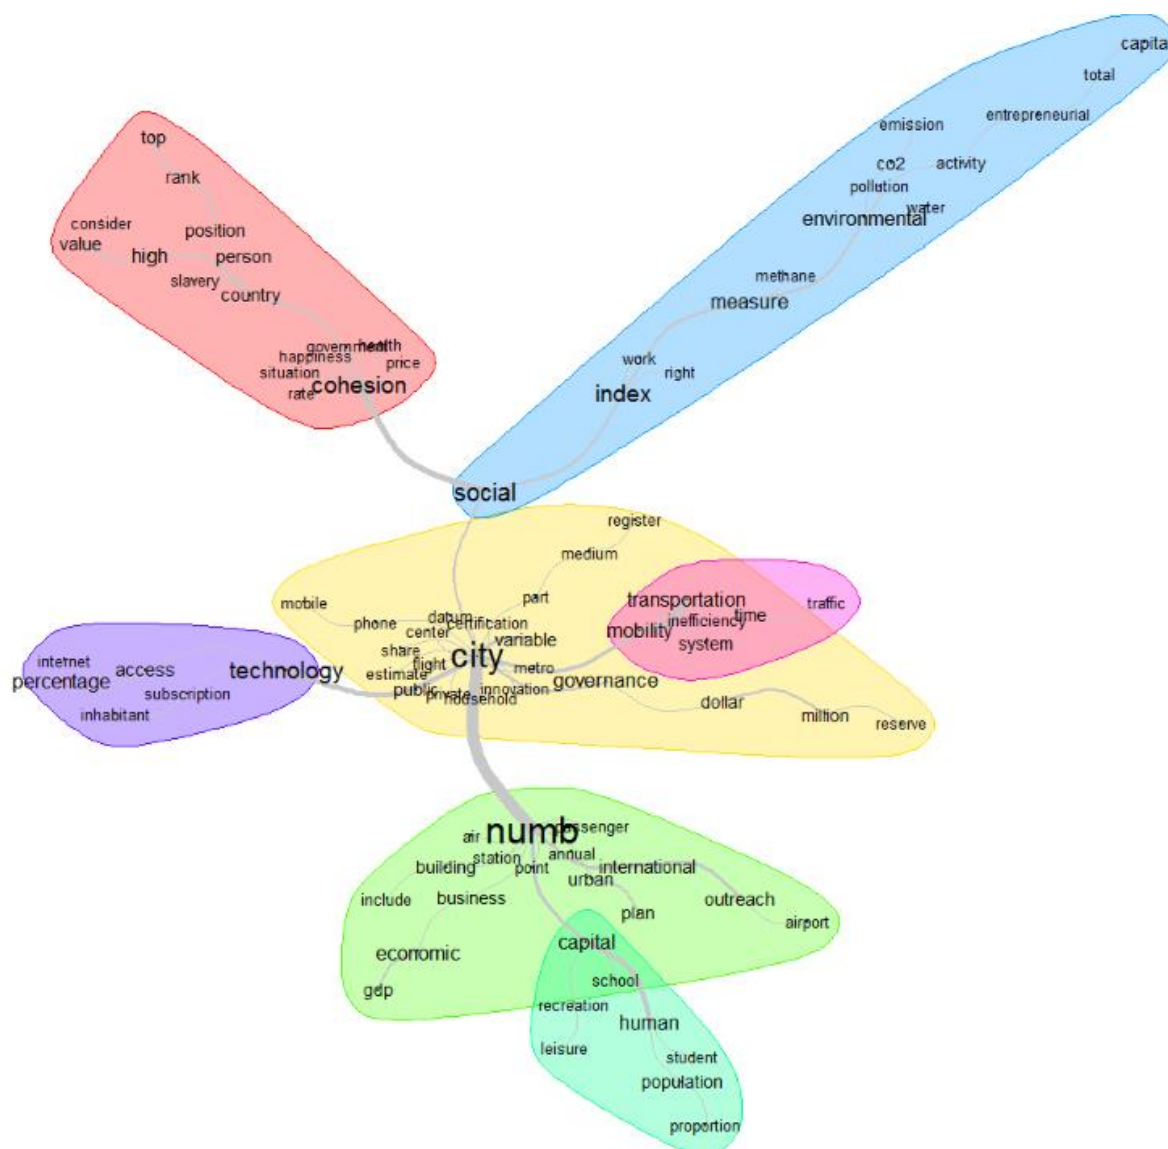 capita
total
entrepreneurial
emission
co2
activity
pollution
water
environmental
methane
measure
work
right
index
social
top
rank
consider
value
high
position
person
slavery
country
government
health
happiness
price
situation
rate
cohesion
register
medium
part
mobile
phone
datum
certification
center
variable
share
city
flight
metro
estimate
public
private
innovation
household
governance
dollar
million
reserve
transportation
mobility
inefficiency
time
system
traffic
technology
internet
access
percentage
subscription
inhabitant
numb
passenger
air
station
annual
point
building
international
urban
include
business
plan
outreach
airport
economic
gdp
capital
school
recreation
human
leisure
student
population
proportion